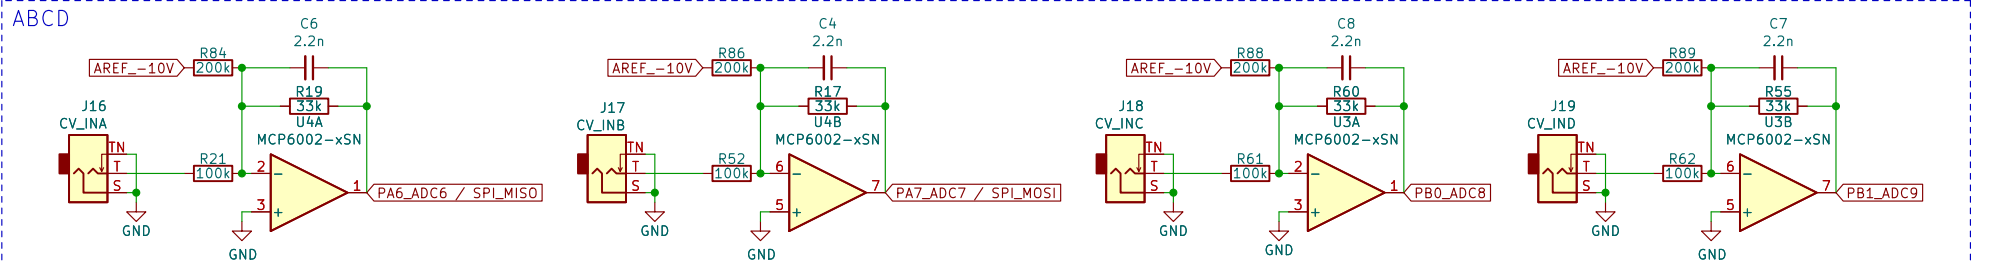 ABCD
C6
2.2n
R84
200k
AREF_-10V
R19
33k
U4A
MCP6002-xSN
J16
CV_INA
TN
T
S
R21
100k
2
3
1
PA6_ADC6 / SPI_MISO
GND
GND
C4
2.2n
R86
200k
AREF_-10V
R17
33k
U4B
MCP6002-xSN
J17
CV_INB
TN
T
S
R52
100k
6
5
7
PA7_ADC7 / SPI_MOSI
GND
GND
C8
2.2n
R88
200k
AREF_-10V
R60
33k
U3A
MCP6002-xSN
J18
CV_INC
TN
T
S
R61
100k
2
3
1
PB0_ADC8
GND
GND
C7
2.2n
R89
200k
AREF_-10V
R55
33k
U3B
MCP6002-xSN
J19
CV_IND
TN
T
S
R62
100k
6
5
7
PB1_ADC9
GND
GND